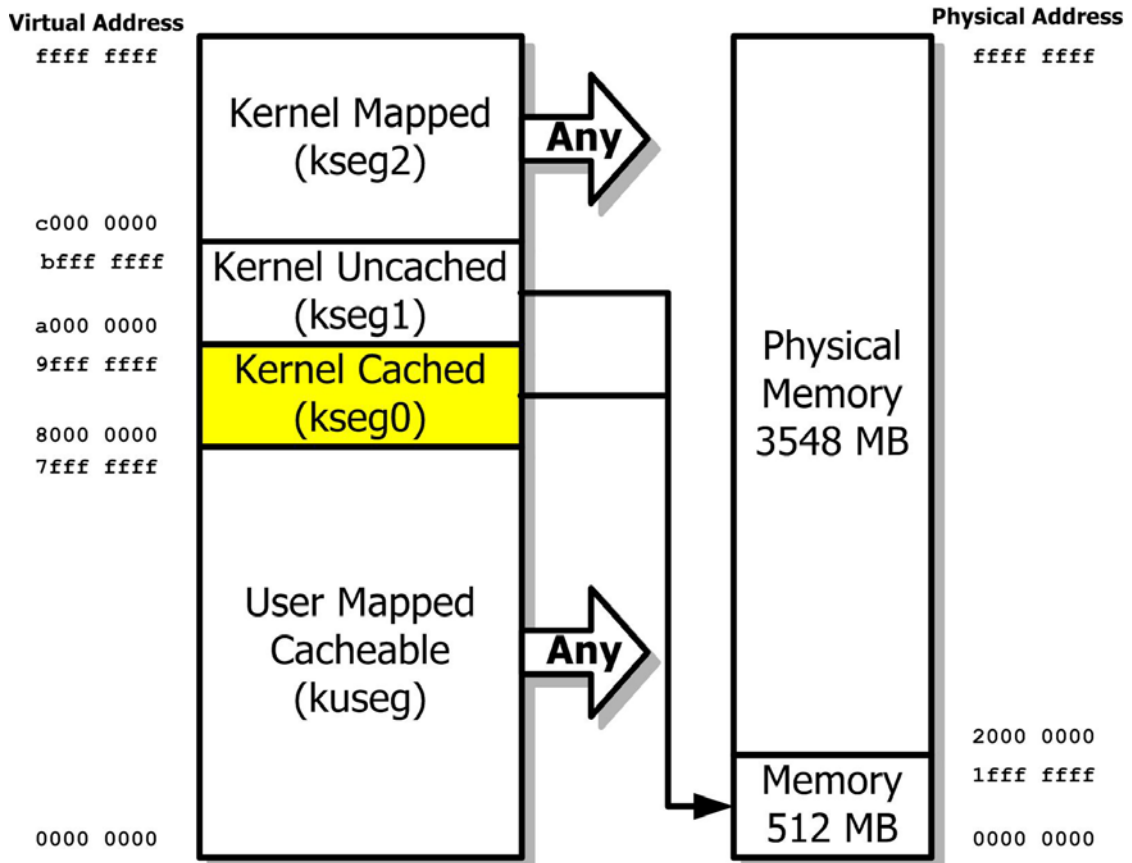 Virtual Address
ffff ffff
c000 0000
bfff ffff
a000 0000
9fff ffff
8000 0000
7fff ffff
0000 0000
Kernel Mapped
(kseg2)
Any
Kernel Uncached
(kseg1)
Kernel Cached
(kseg0)
User Mapped
Cacheable
(kuseg)
Any
Physical
Memory
3548 MB
Memory
512 MB
Physical Address
ffff ffff
2000 0000
1fff ffff
0000 0000